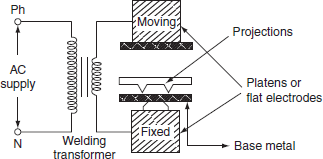 Ph
Moving
Projections
AC
supply
Platens or
flat electrodes
Fixed
N
Welding
transformer
Base metal